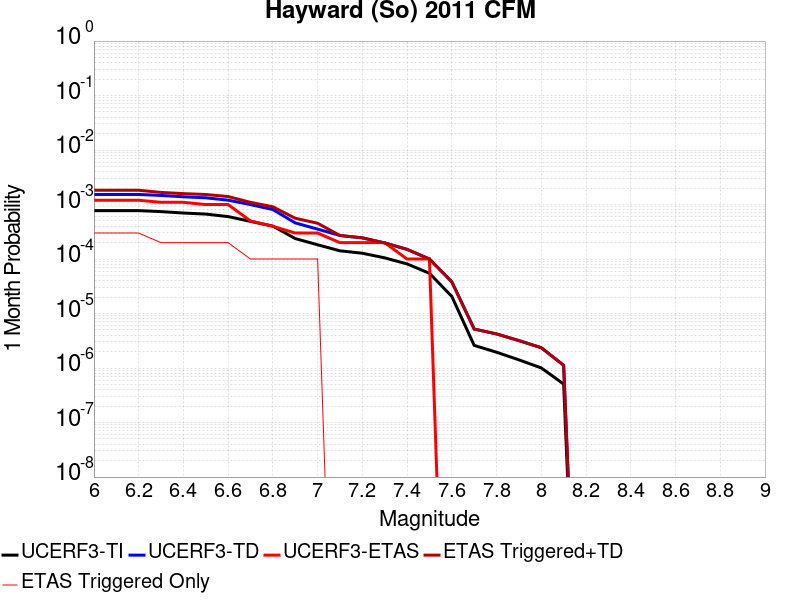 Hayward (So) 2011 CFM
10^0
10^-1
10^-2
10^-3
10^-4
10^-5
10^-6
10^-7
10^-8
1 Month Probability
6 6.2 6.4 6.6 6.8 7 7.2 7.4 7.6 7.8 8 8.2 8.4 8.6 8.8 9
Magnitude
UCERF3-TI UCERF3-TD UCERF3-ETAS ETAS Triggered+TD
ETAS Triggered Only